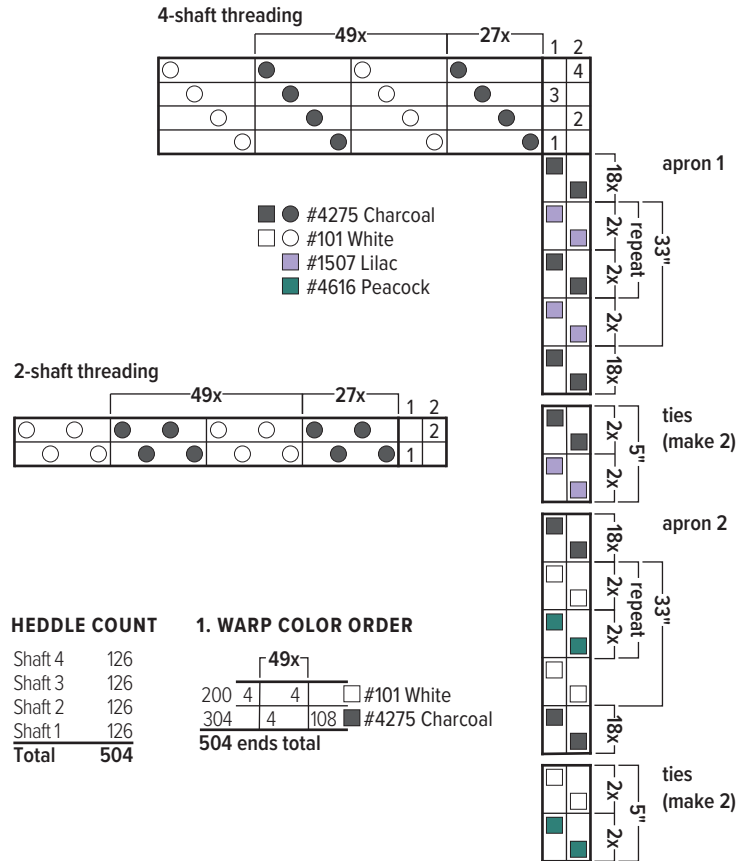 4-shaft threading
49x 27x
1 2
4
3
2
1
apron 1
18x
2x
repeat
33"
2x
2x
18x
#4275 Charcoal
#101 White
#1507 Lilac
#4616 Peacock
2-shaft threading
49x 27x
1 2
2
1
ties
(make 2)
2x
5"
2x
apron 2
18x
2x
repeat
33"
2x
18x
ties
(make 2)
2x
5"
2x
HEDDLE COUNT
Shaft 4 126
Shaft 3 126
Shaft 2 126
Shaft 1 126
Total 504
1. WARP COLOR ORDER
49x
200 4 4 #101 White
304 4 108 #4275 Charcoal
504 ends total